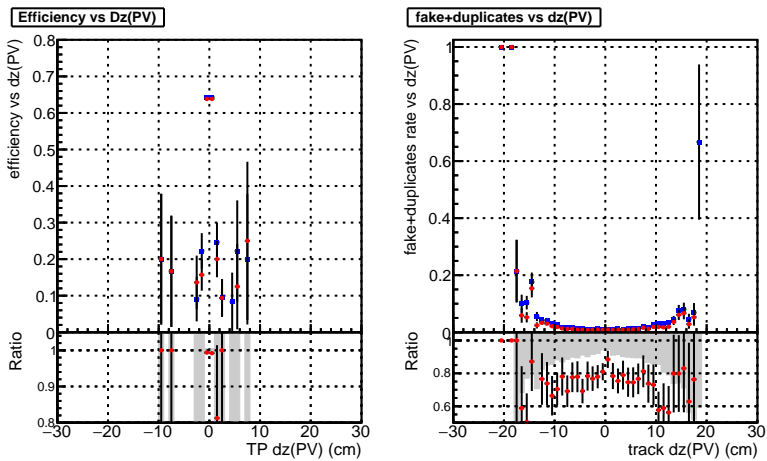 Efficiency vs Dz(PV)
efficiency vs dz(PV)
0.8
0.7
0.6
0.5
0.4
0.3
0.2
0.1
0
Ratio
1
0.9
0.8
−30 −20 −10 0 10 20 30
TP dz(PV) (cm)
fake+duplicates vs dz(PV)
fake+duplicates rate vs dz(PV)
1
0.8
0.6
0.4
0.2
0
Ratio
1
0.8
0.6
−30 −20 −10 0 10 20 30
track dz(PV) (cm)